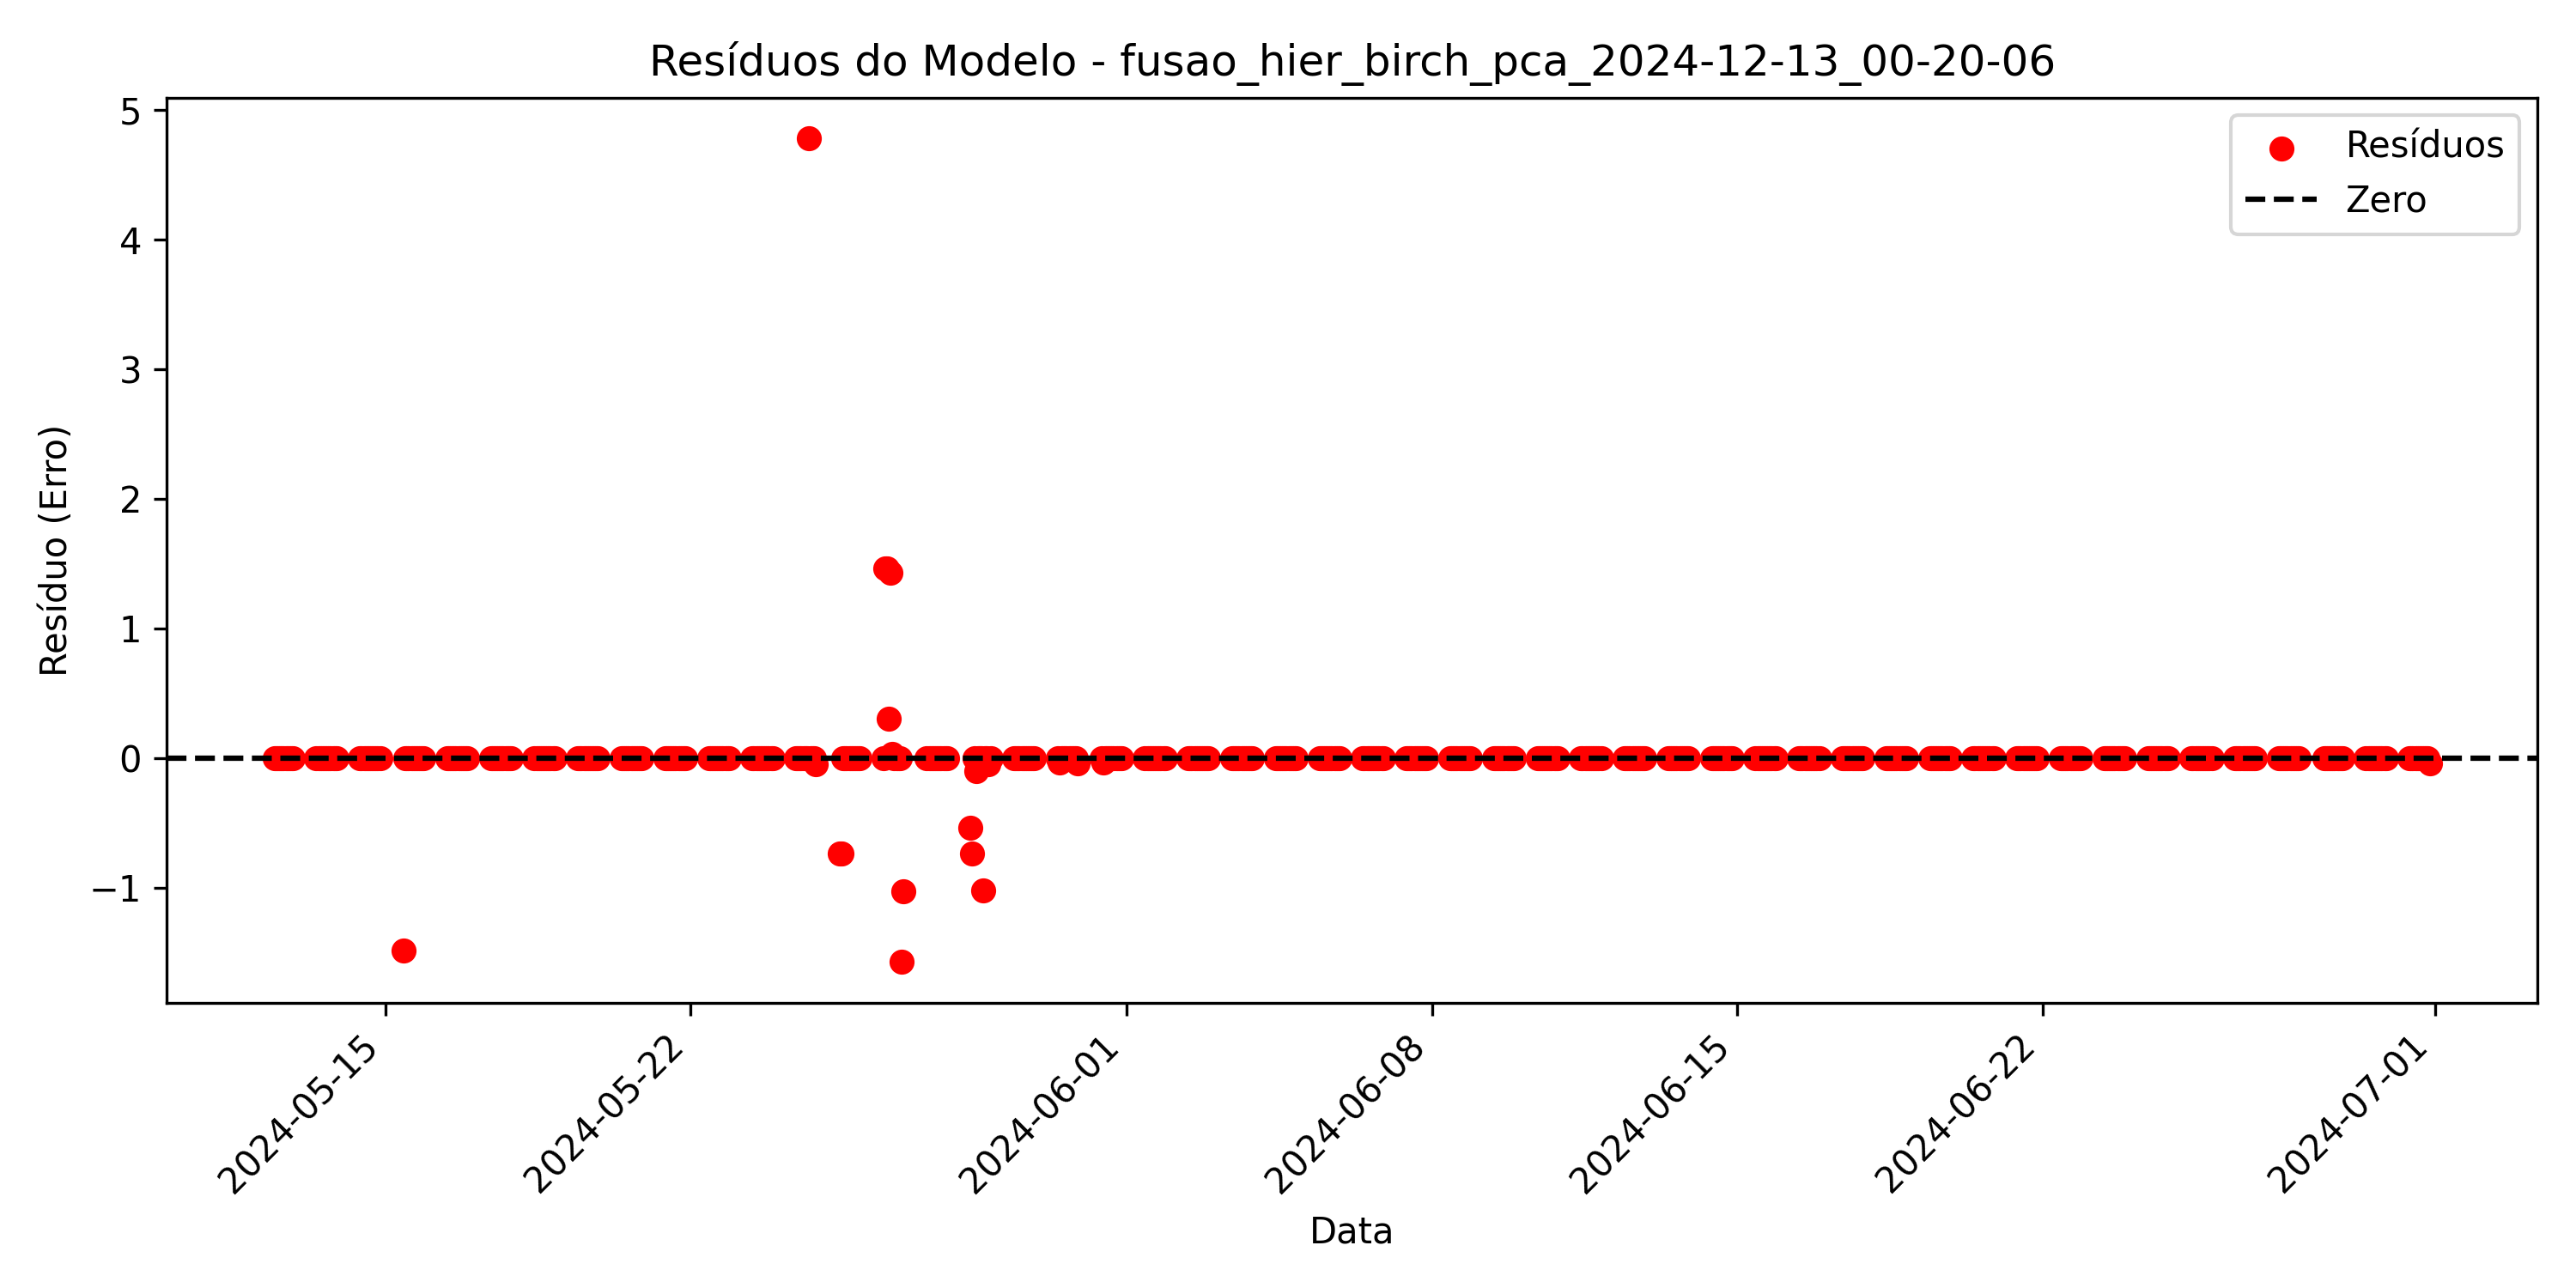 Resíduos do Modelo - fusao_hier_birch_pca_2024-12-13_00-20-06
Resíduos
Zero
Resíduo (Erro)
5
4
3
2
1
0
−1
2024-05-15
2024-05-22
2024-06-01
2024-06-08
2024-06-15
2024-06-22
2024-07-01
Data